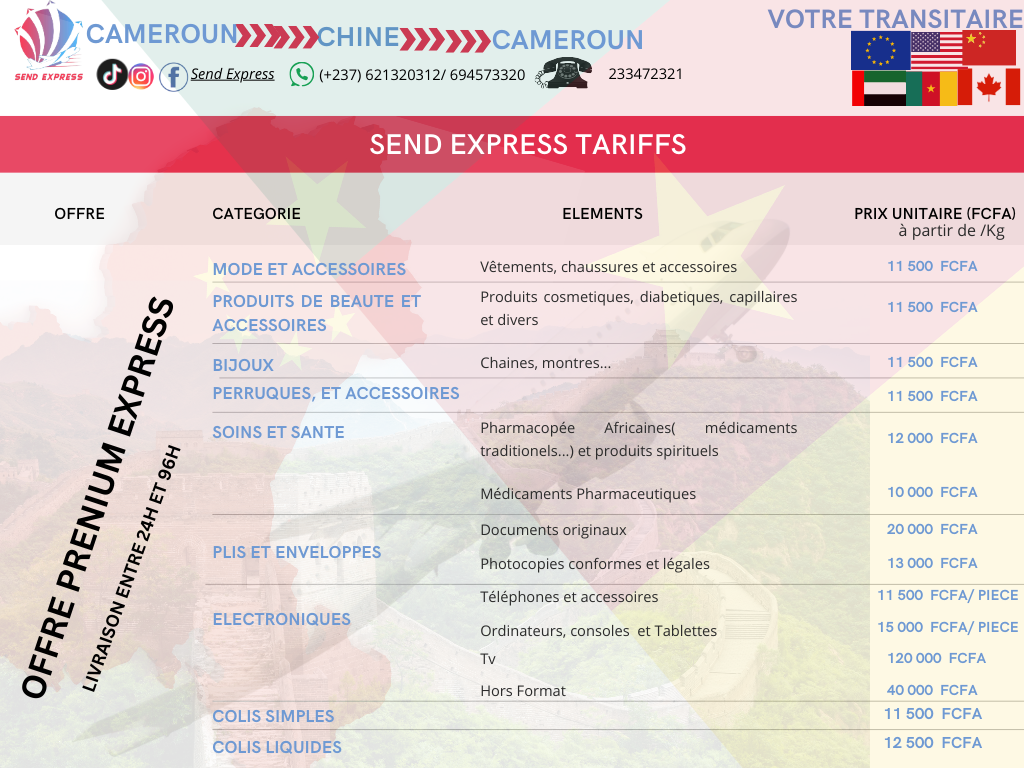 SEND EXPRESS
CAMEROUN CHINE CAMEROUN
VOTRE TRANSITAIRE
Send Express (+237) 621320312/ 694573320 233472321
SEND EXPRESS TARIFFS
OFFRE CATEGORIE ELEMENTS PRIX UNITAIRE (FCFA)
à partir de /Kg
OFFRE PRENIUM EXPRESS
LIVRAISON ENTRE 24H ET 96H
MODE ET ACCESSOIRES Vêtements, chaussures et accessoires 11 500 FCFA
PRODUITS DE BEAUTE ET Produits cosmetiques, diabetiques, capillaires 11 500 FCFA
ACCESSOIRES et divers
BIJOUX Chaines, montres... 11 500 FCFA
PERRUQUES, ET ACCESSOIRES 11 500 FCFA
SOINS ET SANTE Pharmacopée Africaines( médicaments 12 000 FCFA
traditionels...) et produits spirituels
Médicaments Pharmaceutiques 10 000 FCFA
PLIS ET ENVELOPPES Documents originaux 20 000 FCFA
Photocopies conformes et légales 13 000 FCFA
ELECTRONIQUES Téléphones et accessoires 11 500 FCFA/ PIECE
Ordinateurs, consoles et Tablettes 15 000 FCFA/ PIECE
Tv 120 000 FCFA
Hors Format 40 000 FCFA
COLIS SIMPLES 11 500 FCFA
COLIS LIQUIDES 12 500 FCFA